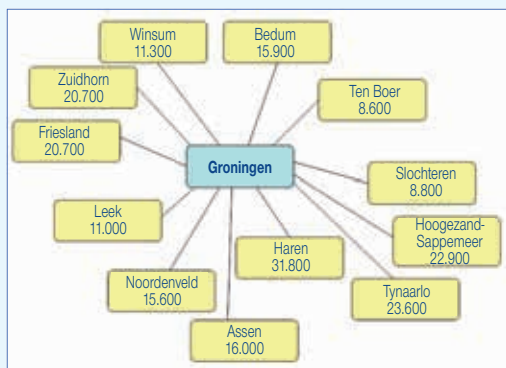 Winsum
11.300
Bedum
15.900
Zuidhorn
20.700
Ten Boer
8.600
Friesland
20.700
Groningen
Slochteren
8.800
Leek
11.000
Hoogezand-
Sappemeer
22.900
Haren
31.800
Noordenveld
15.600
Tynaarlo
23.600
Assen
16.000